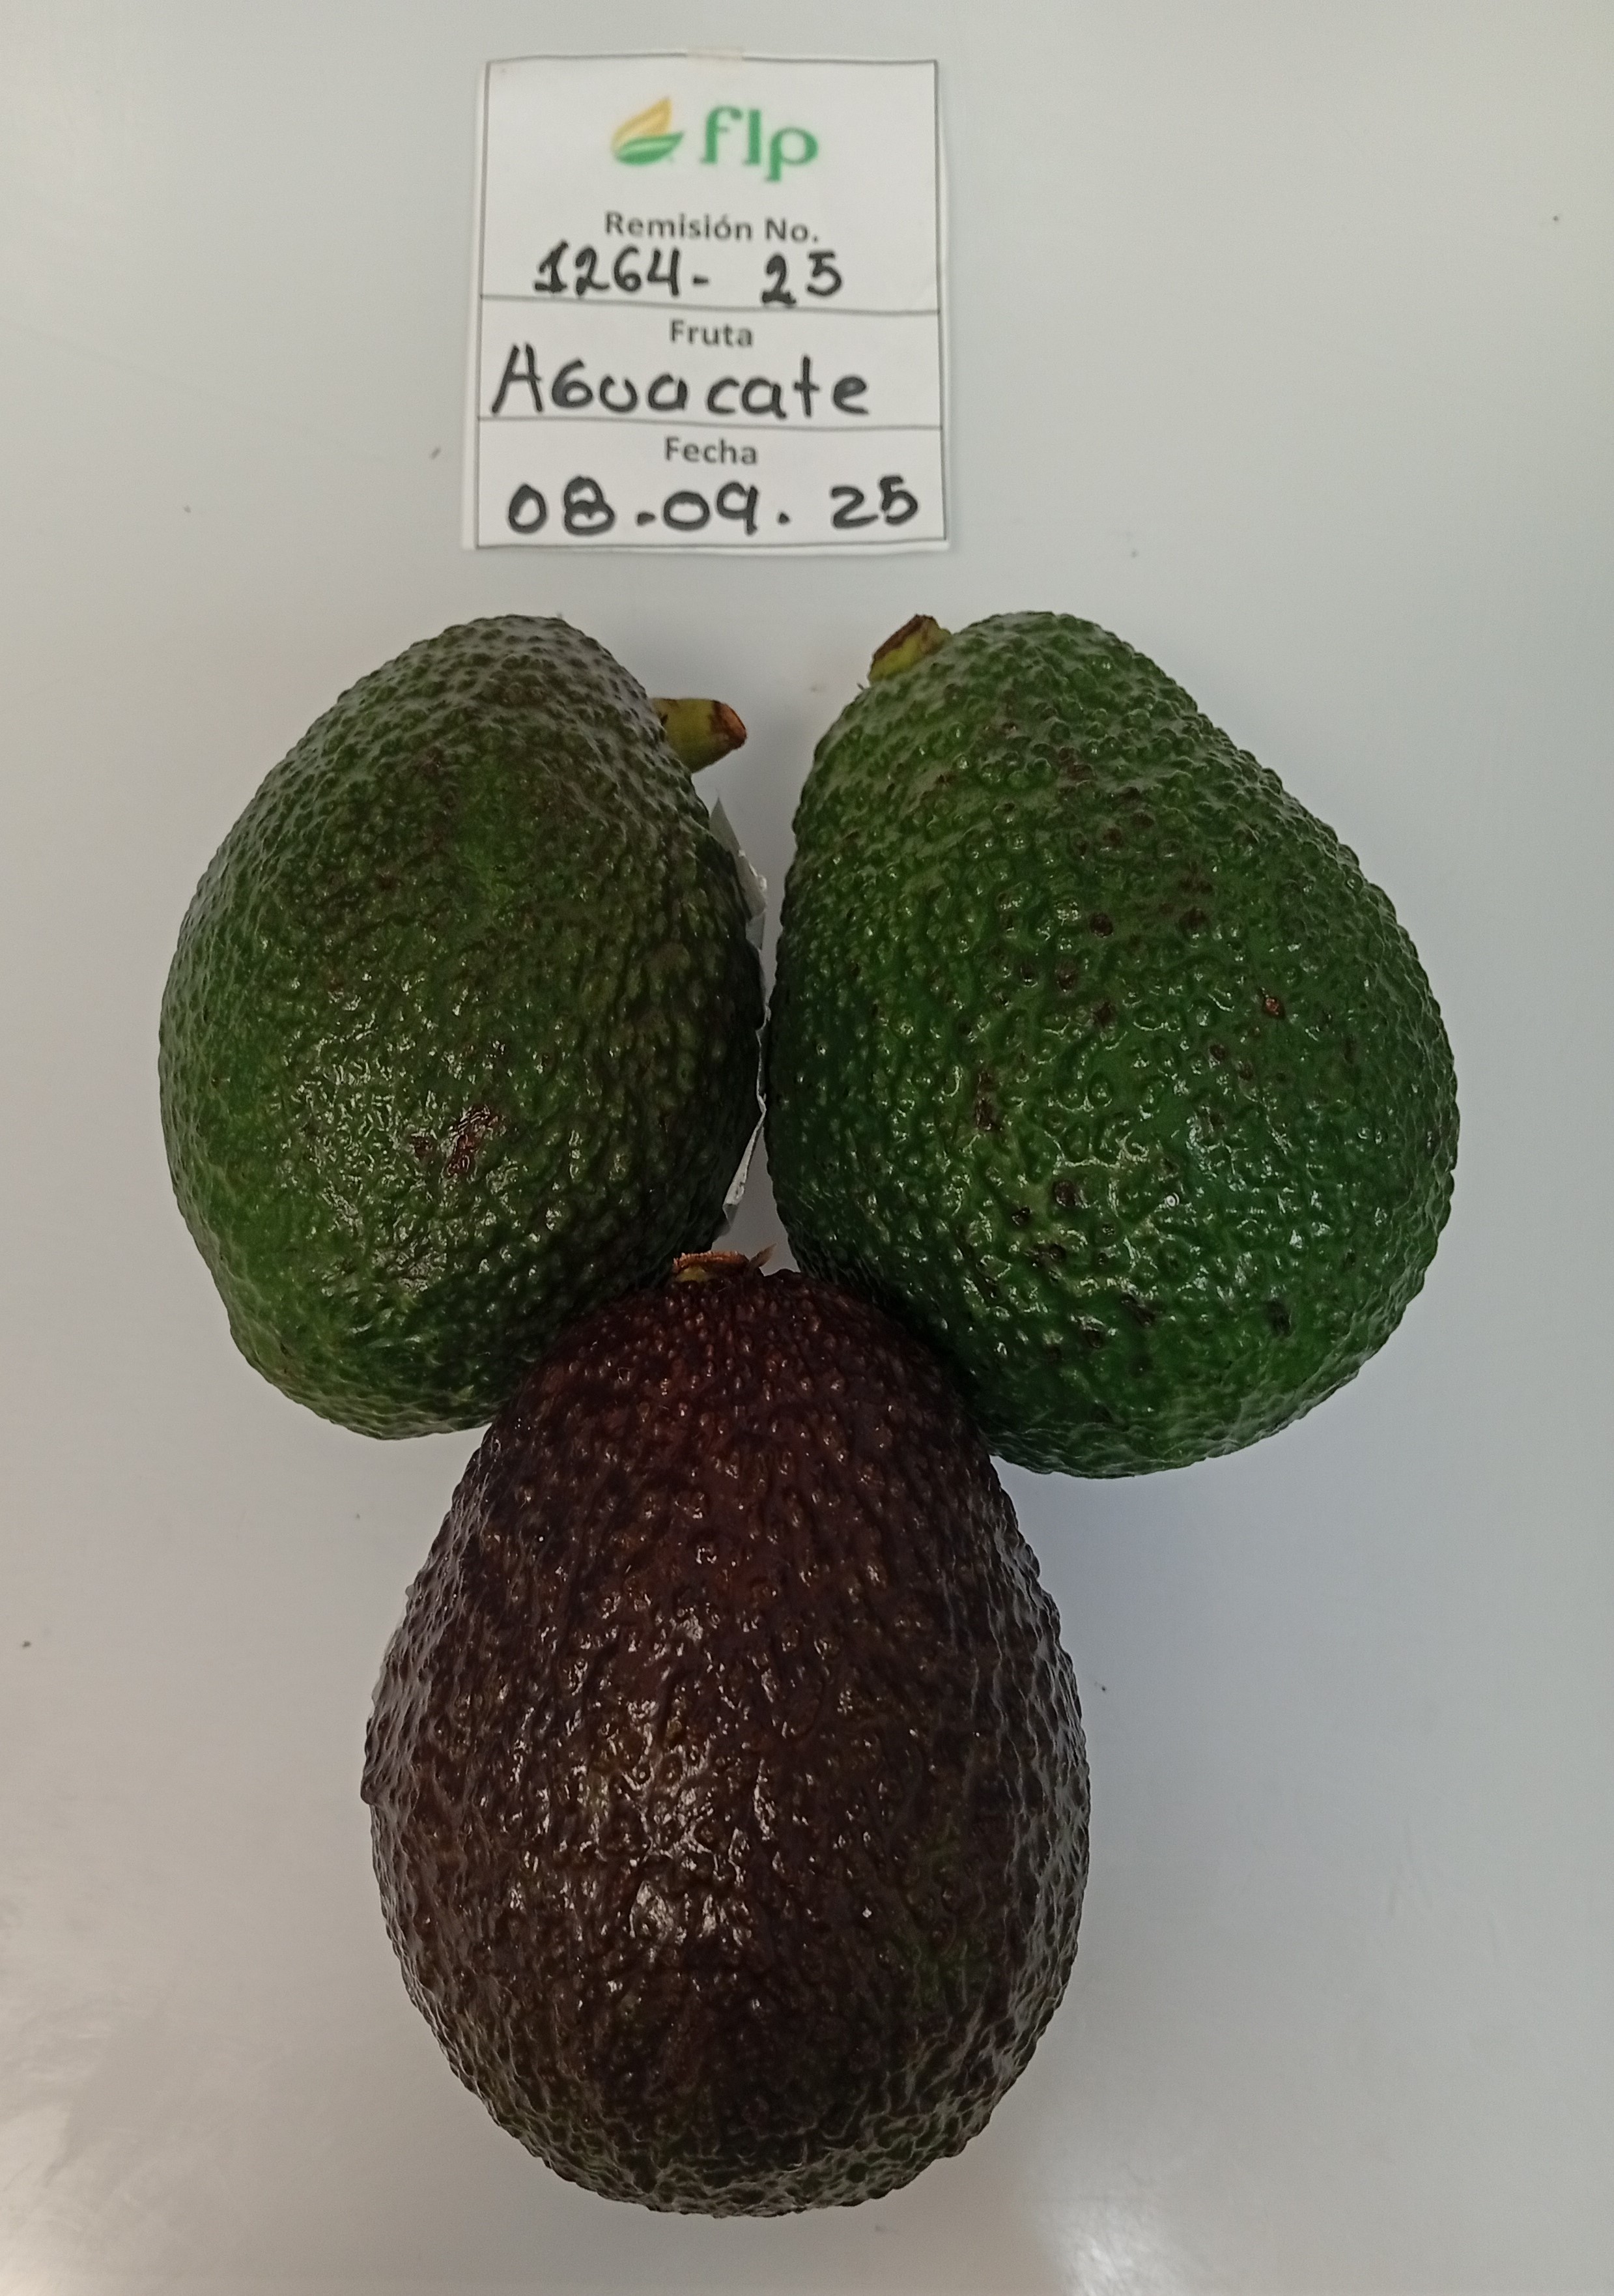 flp
Remisión No.
1264- 25
Fruta
AGuacate
Fecha
08.09.25